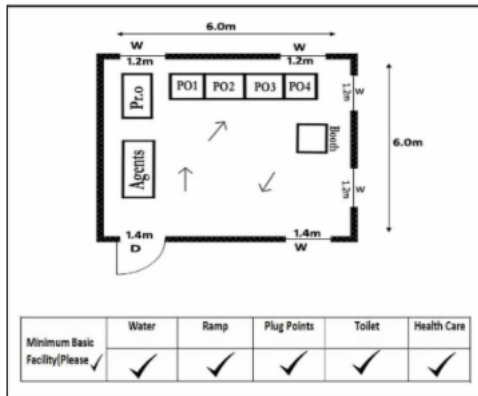 6.0m
W W
1.2m 1.2m
Pr.o PO1 PO2 PO3 PO4
1.2m W
Booth
6.0m
Agents
1.2m W
1.4m 1.4m
D W
Water Ramp Plug Points Toilet Health Care
Minimum Basic
Facility(Please ✓ ✓ ✓ ✓ ✓ ✓